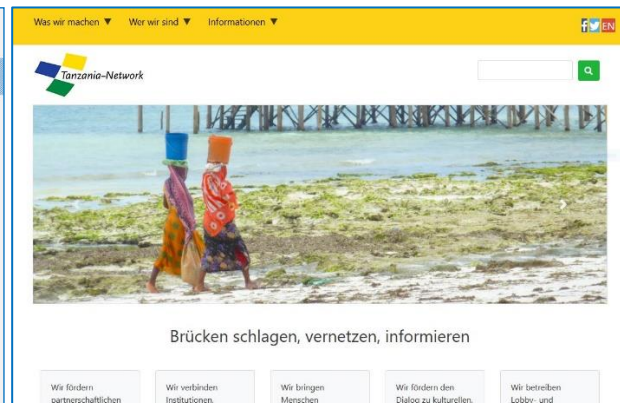 Was wir machen ▼ Wer wir sind ▼ Informationen ▼
f EN
Tanzania-Network
Brücken schlagen, vernetzen, informieren
Wir fördern
partnerschaftlichen
Wir verbinden
Institutionen,
Wir bringen
Menschen
Wir fördern den
Dialog zu kulturellen,
Wir betreiben
Lobby- und